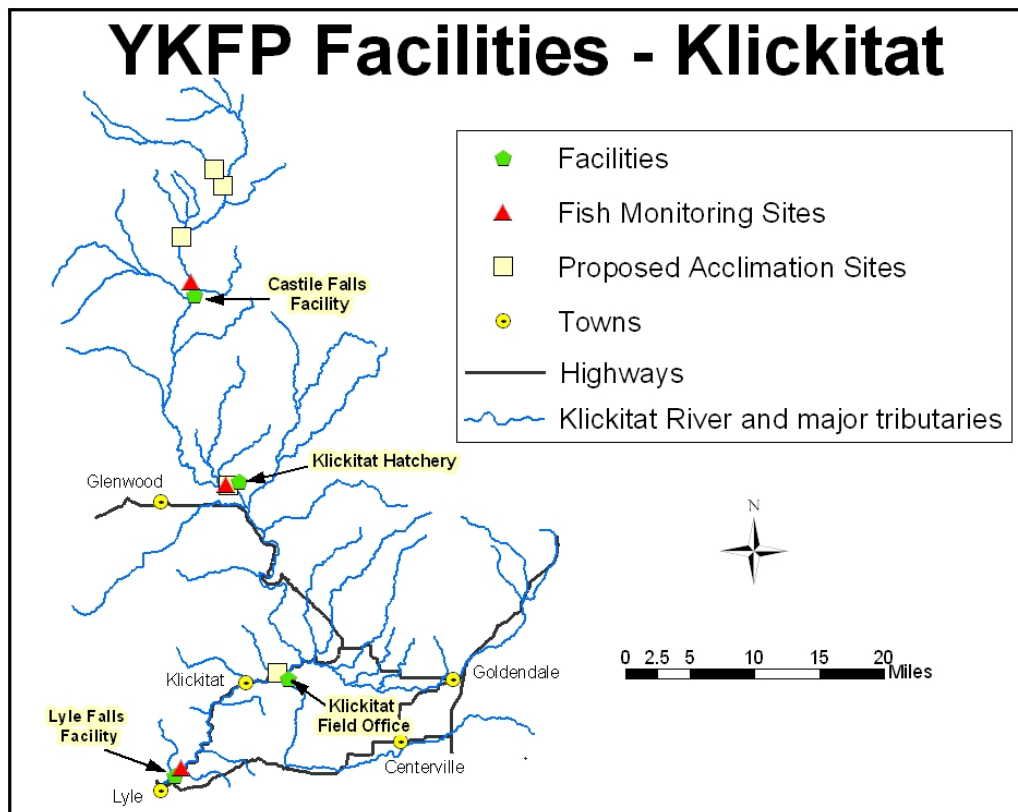 YKFP Facilities - Klickitat
Facilities
Fish Monitoring Sites
Proposed Acclimation Sites
Towns
Highways
Klickitat River and major tributaries
Castile Falls
Facility
Klickitat Hatchery
Glenwood
N
Goldendale
0 2.5 5 10 15 20
Miles
Klickitat
Klickitat
Field Office
Lyle Falls
Facility
Centerville
Lyle